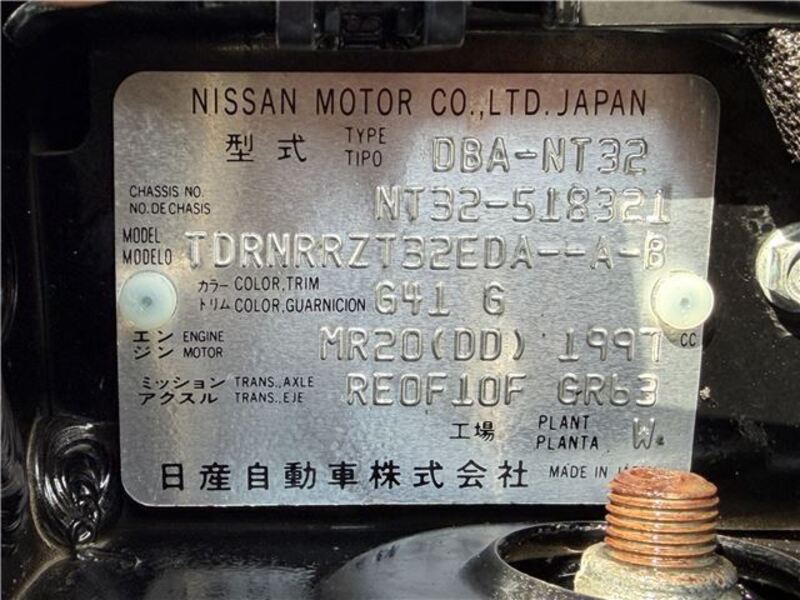 NISSAN MOTOR CO.,LTD. JAPAN
型式 TYPE TIPO DBA-NT32
CHASSIS NO. NO.DE CHASIS NT32-518321
MODEL MODELO TDRNRRZT32EDA--A-B
カラー COLOR,TRIM トリム COLOR,GUARNICION G41 G
エンジン ENGINE MOTOR MR20(DD) 1997 CC
ミッション TRANS.,AXLE アクスル TRANS.,EJE RE0F10F GR63
工場 PLANT PLANTA W.
日産自動車株式会社 MADE IN JAPAN